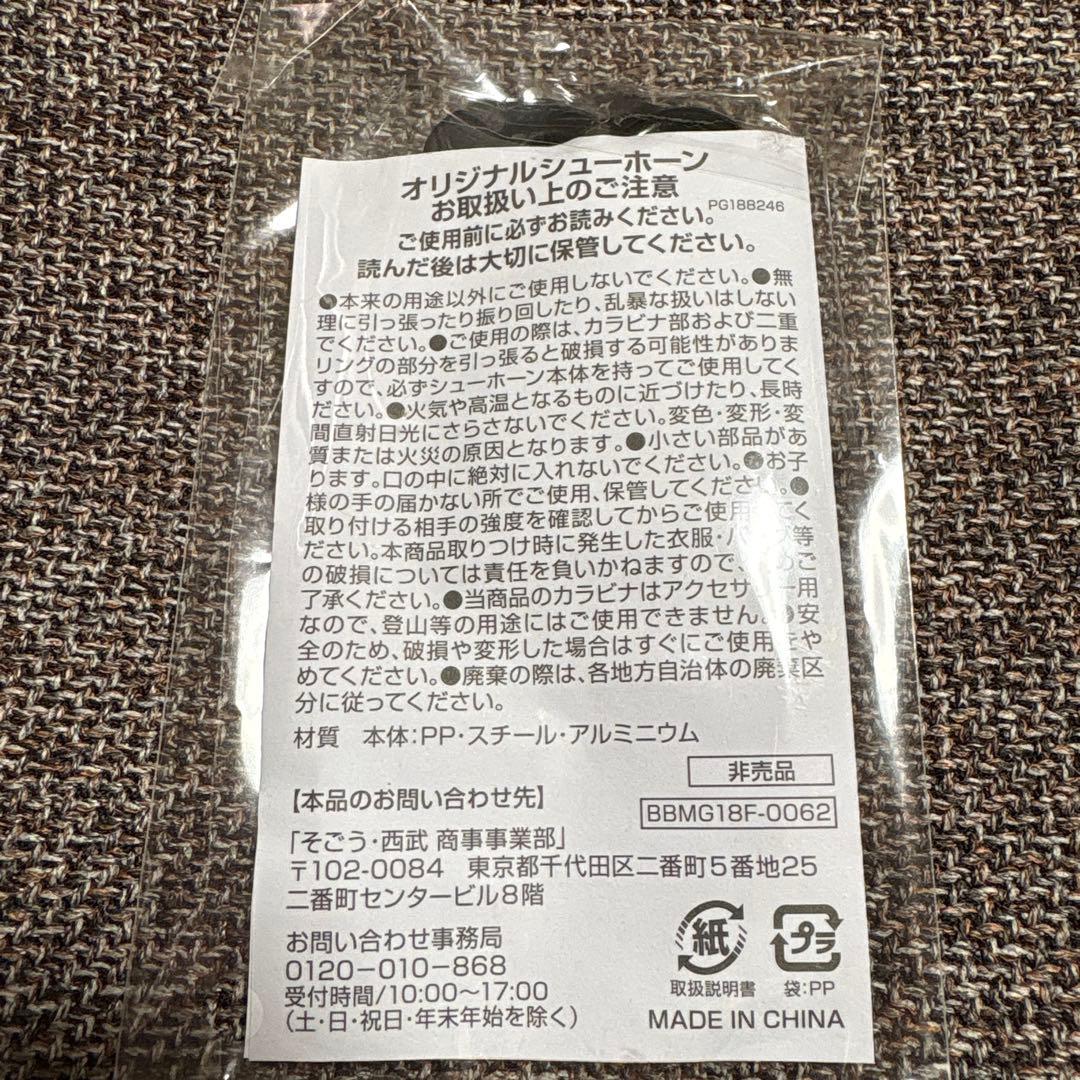 オリジナルシューホーン
お取扱い上のご注意
PG188246
ご使用前に必ずお読みください。
読んだ後は大切に保管してください。
●本来の用途以外にご使用しないでください。●無
理に引っ張ったり振り回したり、乱暴な扱いはしない
でください。●ご使用の際は、カラビナ部および二重
リングの部分を引っ張ると破損する可能性がありま
すので、必ずシューホーン本体を持ってご使用してく
ださい。●火気や高温となるものに近づけたり、長時
間直射日光にさらさないでください。変色・変形・変
質または火災の原因となります。●小さい部品があ
ります。口の中に絶対に入れないでください。●お子
様の手の届かない所でご使用、保管してください。●
取り付ける相手の強度を確認してからご使用してく
ださい。本商品取りつけ時に発生した衣服・バッグ等
の破損については責任を負いかねますので、めご
了承ください。●当商品のカラビナはアクセサリー用
なので、登山等の用途にはご使用できません。●安
全のため、破損や変形した場合はすぐにご使用をや
めてください。●廃棄の際は、各地方自治体の廃棄区
分に従ってください。
材質 本体:PP・スチール・アルミニウム
非売品
【本品のお問い合わせ先】
BBMG18F-0062
「そごう・西武 商事事業部」
〒102-0084 東京都千代田区二番町5番地25
二番町センタービル8階
お問い合わせ事務局
0120-010-868
受付時間/10:00〜17:00
(土・日・祝日・年末年始を除く)
紙
プラ
取扱説明書
袋:PP
MADE IN CHINA